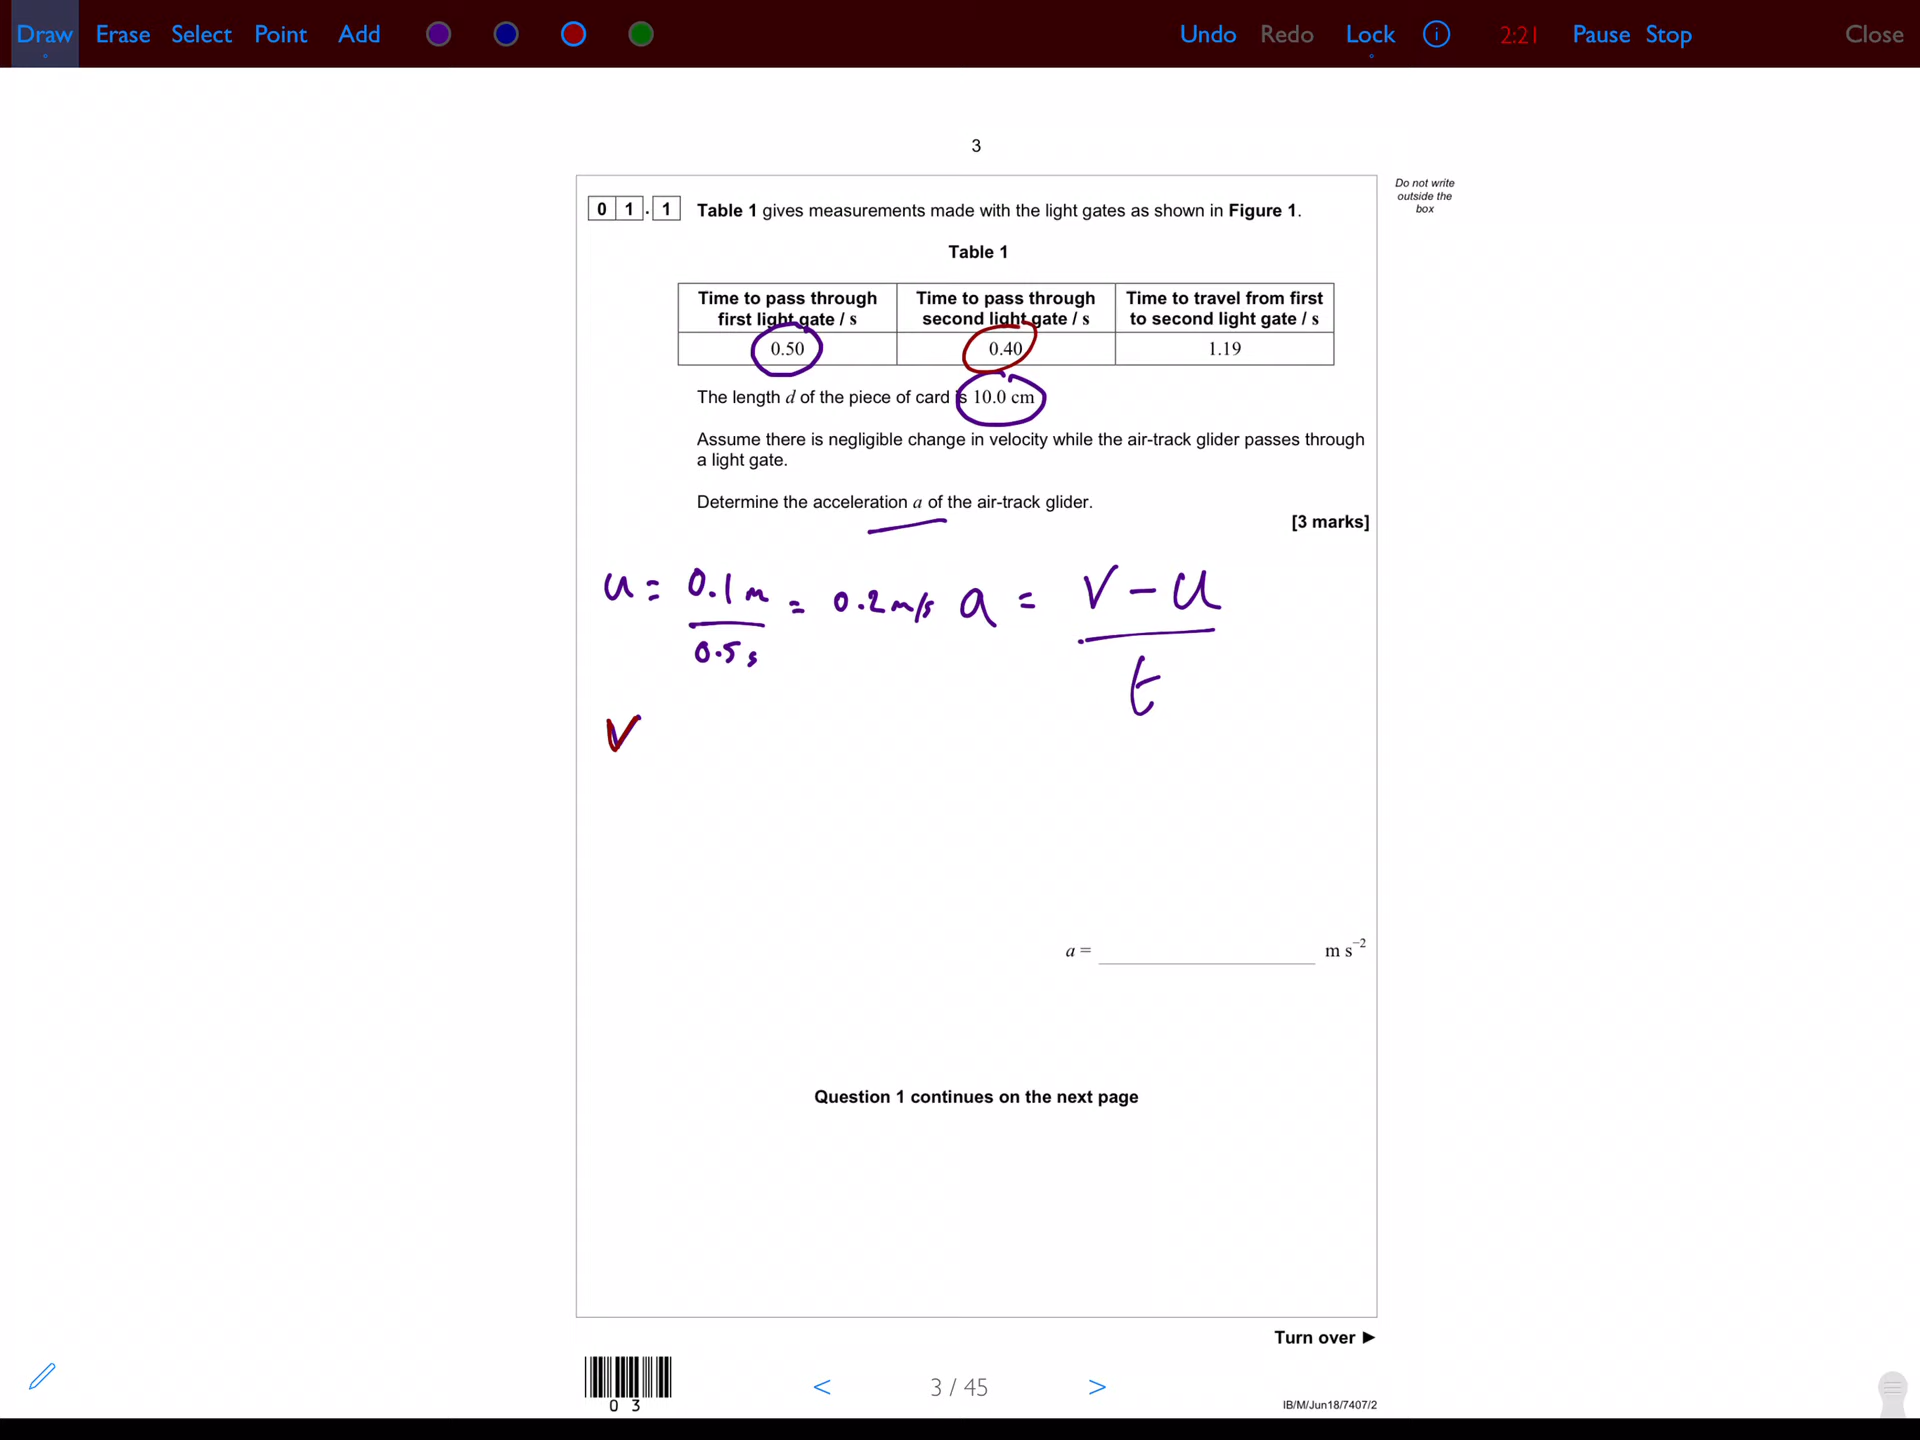 Draw Erase Select Point Add Undo Redo Lock i 2:21 Pause Stop Close
3
Do not write
outside the
box
0 1 . 1 Table 1 gives measurements made with the light gates as shown in Figure 1.
Table 1
Time to pass through first light gate / s
Time to pass through second light gate / s
Time to travel from first to second light gate / s
0.50 0.40 1.19
The length d of the piece of card is 10.0 cm
Assume there is negligible change in velocity while the air-track glider passes through
a light gate.
Determine the acceleration a of the air-track glider.
[3 marks]
u = 0.1m / 0.5s = 0.2m/s a = v - u / t
v
a = ____ m s⁻²
Question 1 continues on the next page
Turn over ►
0 3
< 3 / 45 >
IB/M/Jun18/7407/2